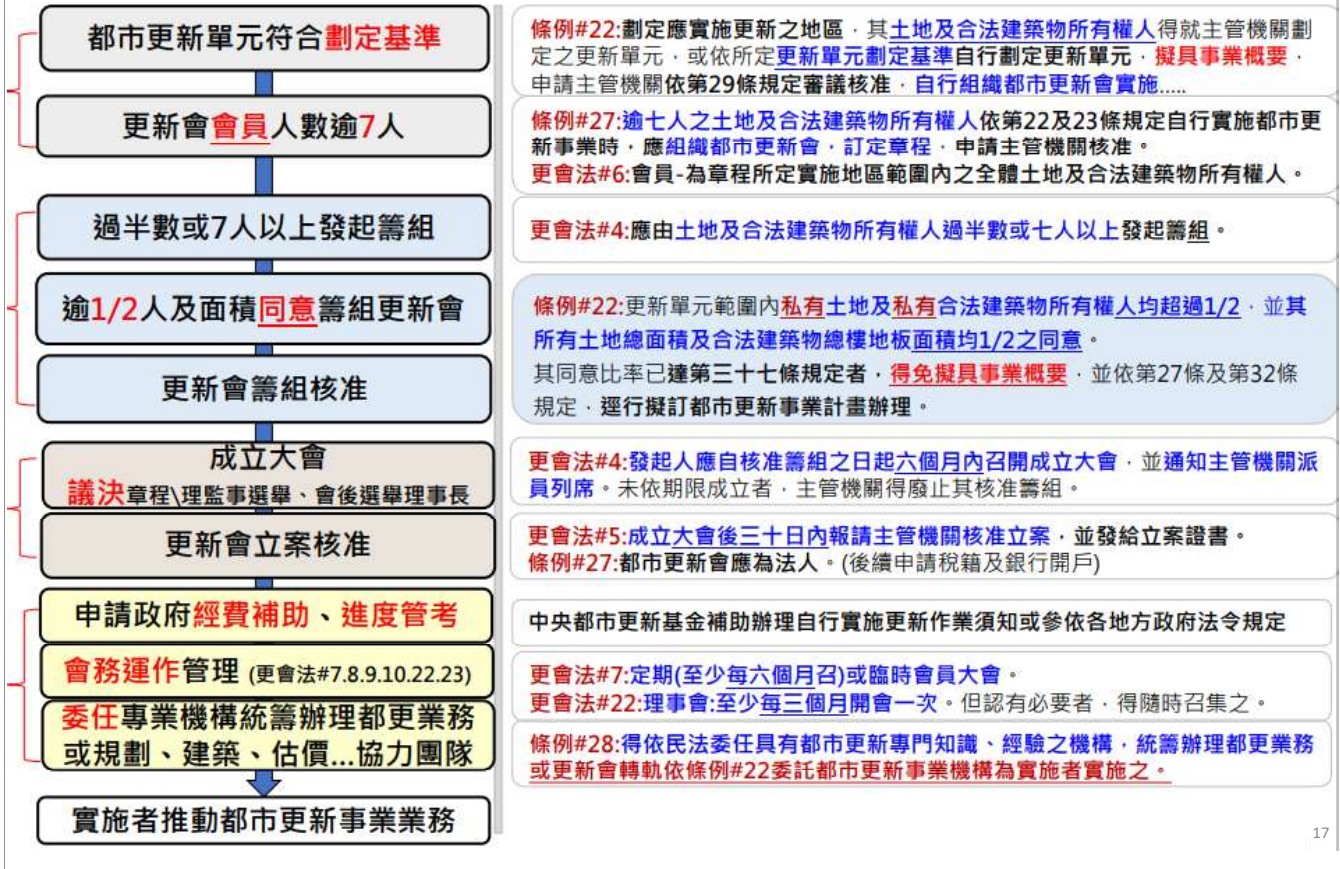 都市更新單元符合劃定基準
條例#22:劃定應實施更新之地區，其土地及合法建築物所有權人得就主管機關劃
定之更新單元，或依所定更新單元劃定基準自行劃定更新單元，擬具事業概要，
申請主管機關依第29條規定審議核准，自行組織都市更新會實施.....
更新會會員人數逾7人
條例#27:逾七人之土地及合法建築物所有權人依第22及23條規定自行實施都市更
新事業時，應組織都市更新會，訂定章程，申請主管機關核准。
更會法#6:會員-為章程所定實施地區範圍內之全體土地及合法建築物所有權人。
過半數或7人以上發起籌組
更會法#4:應由土地及合法建築物所有權人過半數或七人以上發起籌組。
逾1/2人及面積同意籌組更新會
更新會籌組核准
條例#22:更新單元範圍內私有土地及私有合法建築物所有權人均超過1/2，並其
所有土地總面積及合法建築物總樓地板面積均1/2之同意。
其同意比率已達第三十七條規定者，得免擬具事業概要，並依第27條及第32條
規定，逕行擬訂都市更新事業計畫辦理。
成立大會
議決章程\理監事選舉、會後選舉理事長
更會法#4:發起人應自核准籌組之日起六個月內召開成立大會，並通知主管機關派
員列席。未依期限成立者，主管機關得廢止其核准籌組。
更新會立案核准
更會法#5:成立大會後三十日內報請主管機關核准立案，並發給立案證書。
條例#27:都市更新會應為法人。(後續申請稅籍及銀行開戶)
申請政府經費補助、進度管考
中央都市更新基金補助辦理自行實施更新作業須知或參依各地方政府法令規定
會務運作管理 (更會法#7.8.9.10.22.23)
更會法#7:定期(至少每六個月召)或臨時會員大會。
更會法#22:理事會:至少每三個月開會一次。但認有必要者，得隨時召集之。
委任專業機構統籌辦理都更業務
或規劃、建築、估價...協力團隊
條例#28:得依民法委任具有都市更新專門知識、經驗之機構，統籌辦理都更業務
或更新會轉軌依條例#22委託都市更新事業機構為實施者實施之。
實施者推動都市更新事業業務
17